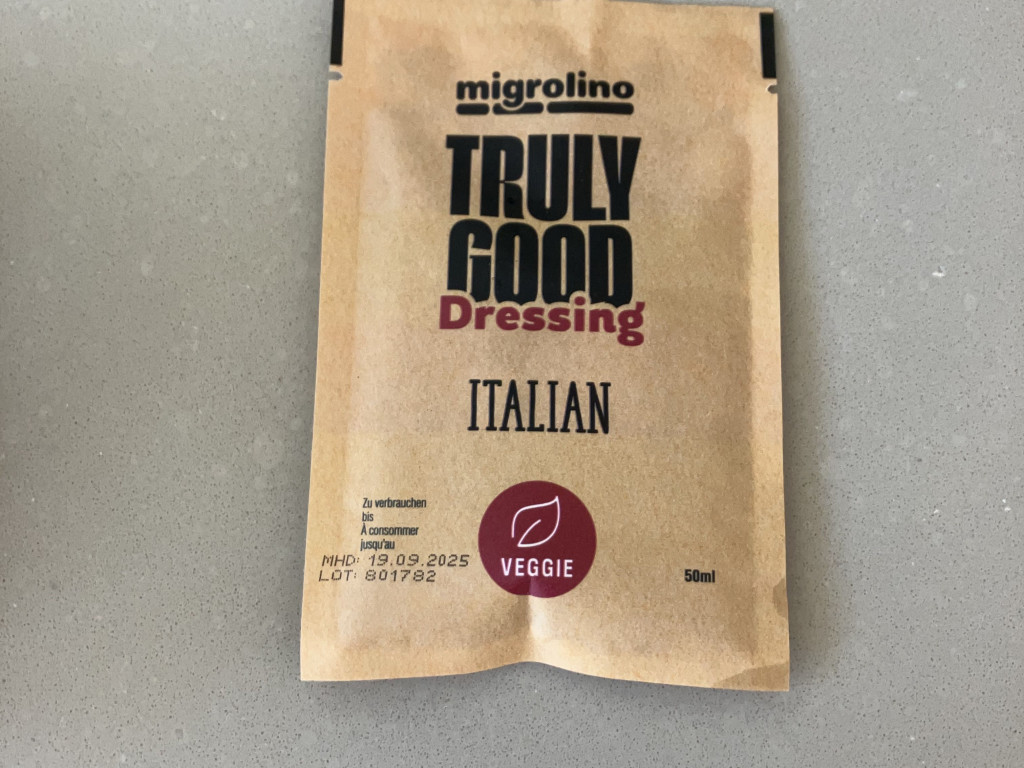 migrolino
TRULY
GOOD
Dressing
ITALIAN
Zu verbrauchen
bis
À consommer
jusqu'au
MHD: 19.09.2025
LOT: 801782
VEGGIE
50ml